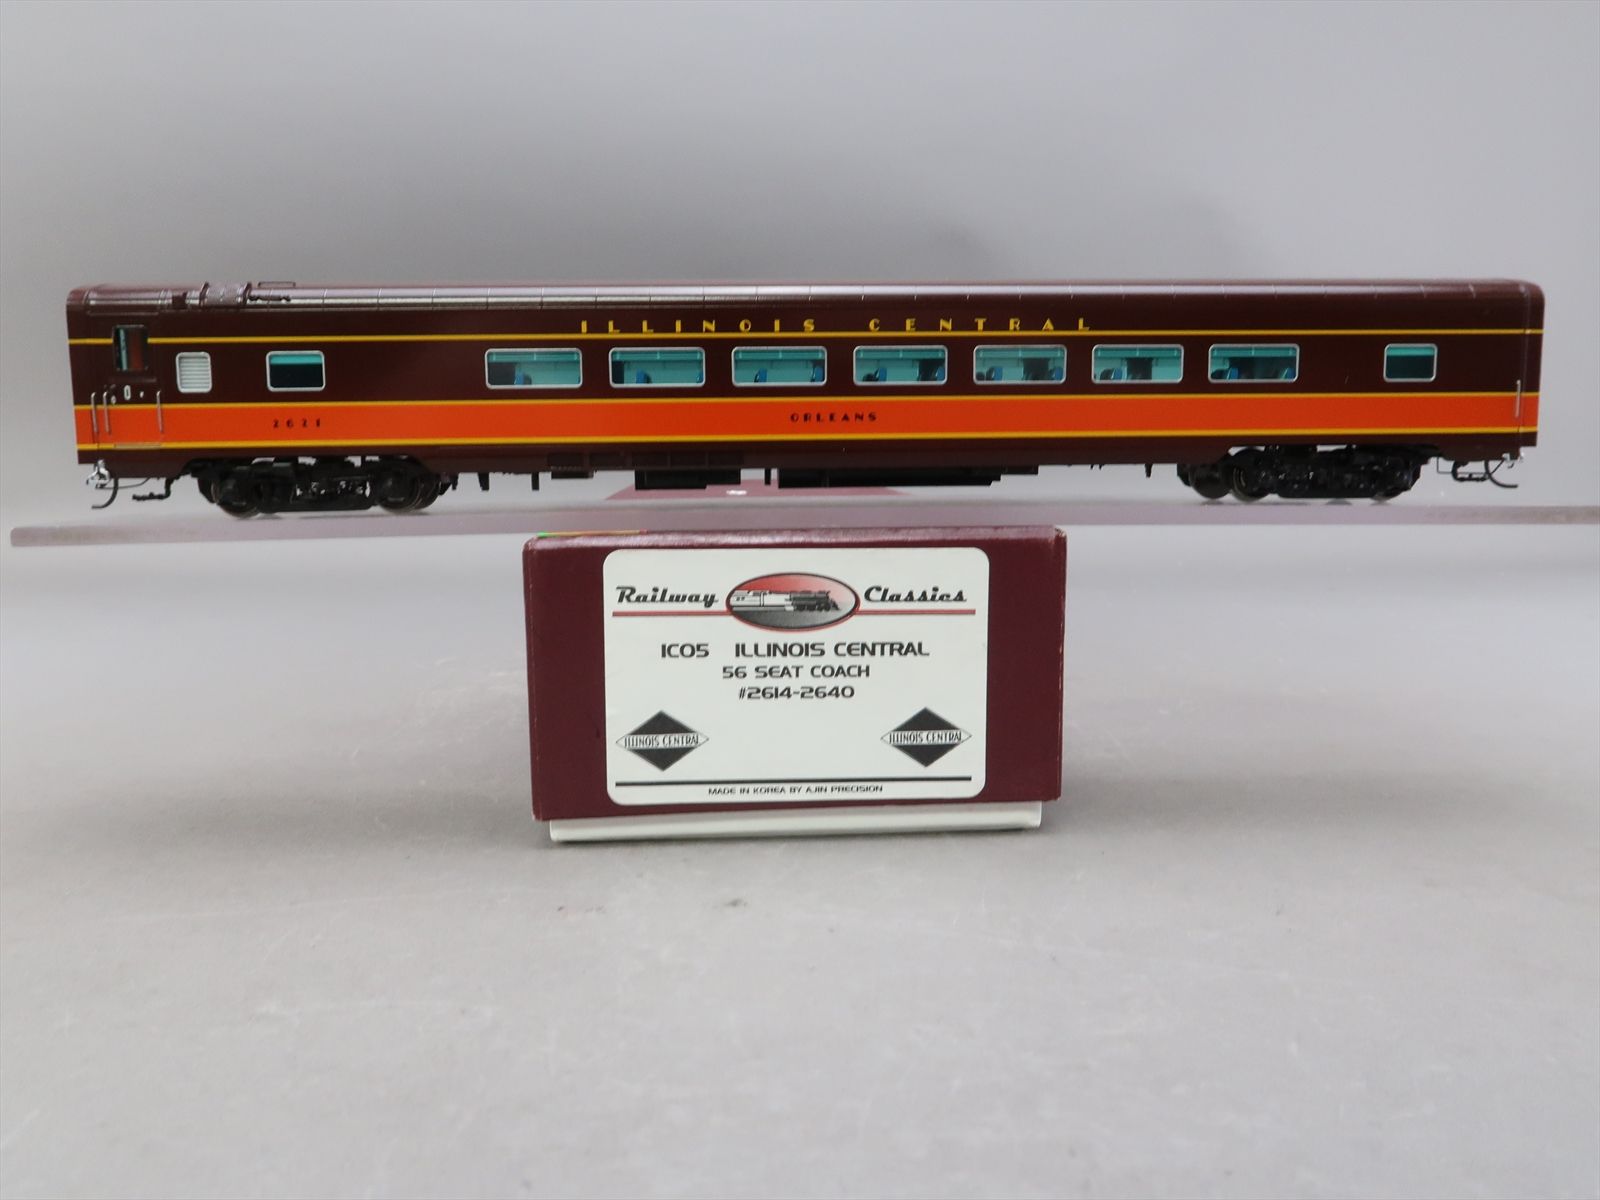 ILLINOIS CENTRAL
2621
ORLEANS
Railway Classics
IC05 ILLINOIS CENTRAL
56 SEAT COACH
#2614-2640
ILLINOIS CENTRAL
ILLINOIS CENTRAL
MADE IN KOREA BY AJIN PRECISION